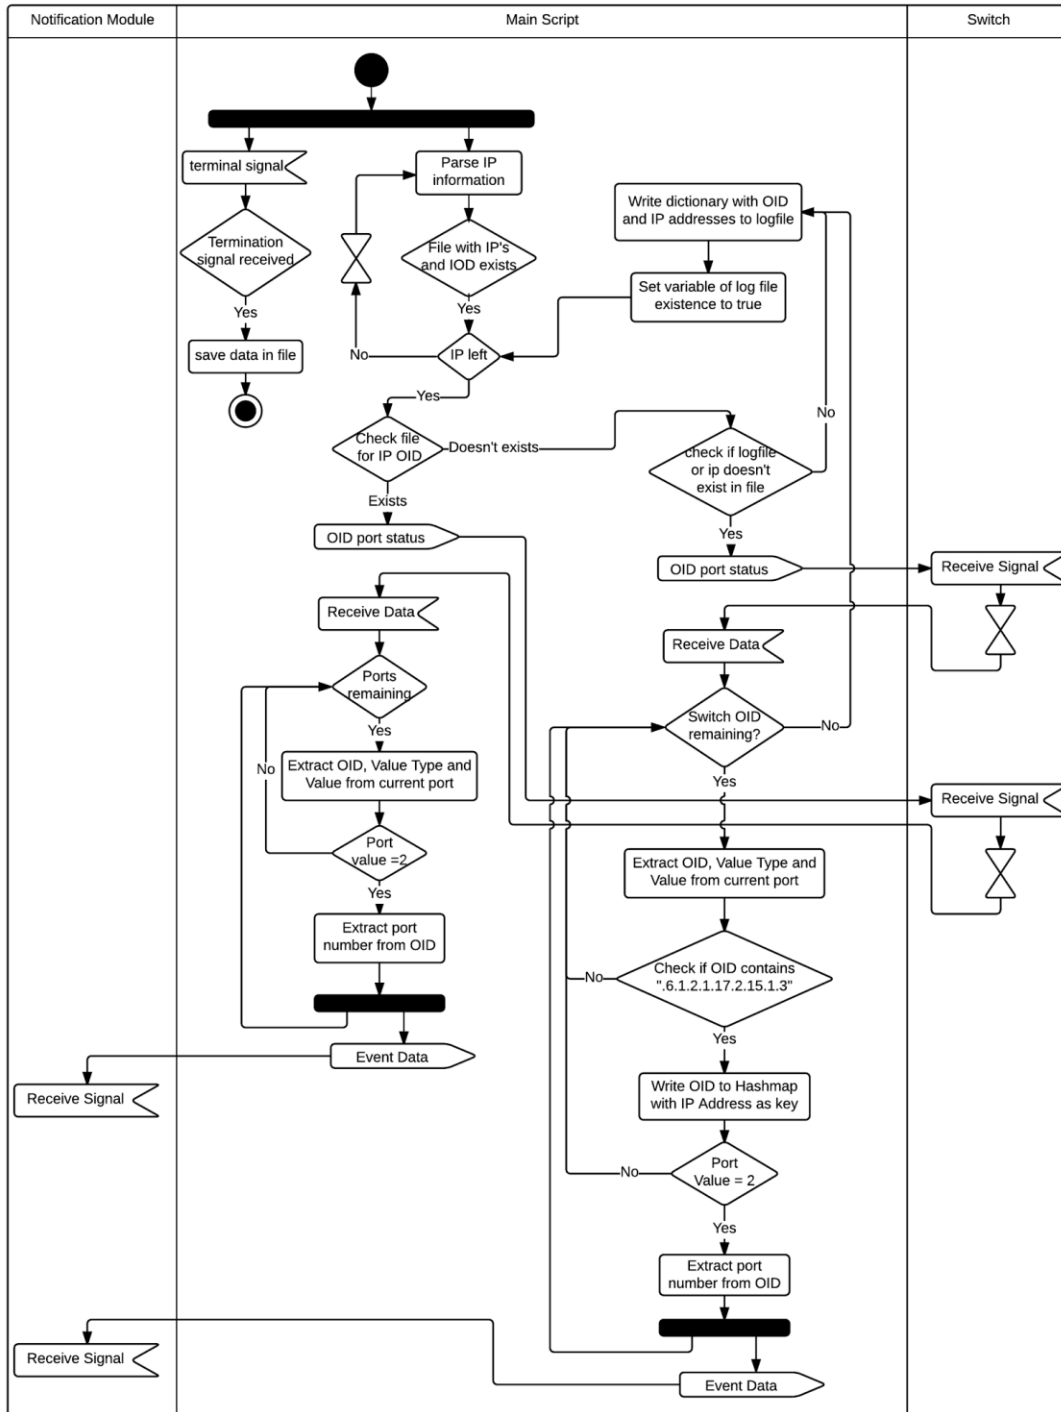 Notification Module
Main Script
Switch
terminal signal
Parse IP
information
Write dictionary with OID
and IP addresses to logfile
Termination
signal received
File with IP's
and IOD exists
Set variable of log file
existence to true
Yes
Yes
save data in file
No
IP left
Yes
No
Check file
for IP OID
Doesn't exists
check if logfile
or ip doesn't
exist in file
Exists
OID port status
Yes
OID port status
Receive Signal
Receive Data
Receive Data
Ports
remaining
Switch OID
remaining?
No
Yes
No
Extract OID, Value Type and
Value from current port
Yes
Receive Signal
Port
value =2
Extract OID, Value Type and
Value from current port
Yes
Extract port
number from OID
No
Check if OID contains
".6.1.2.1.17.2.15.1.3"
Yes
Event Data
Receive Signal
Write OID to Hashmap
with IP Address as key
No
Port
Value = 2
Yes
Extract port
number from OID
Receive Signal
Event Data